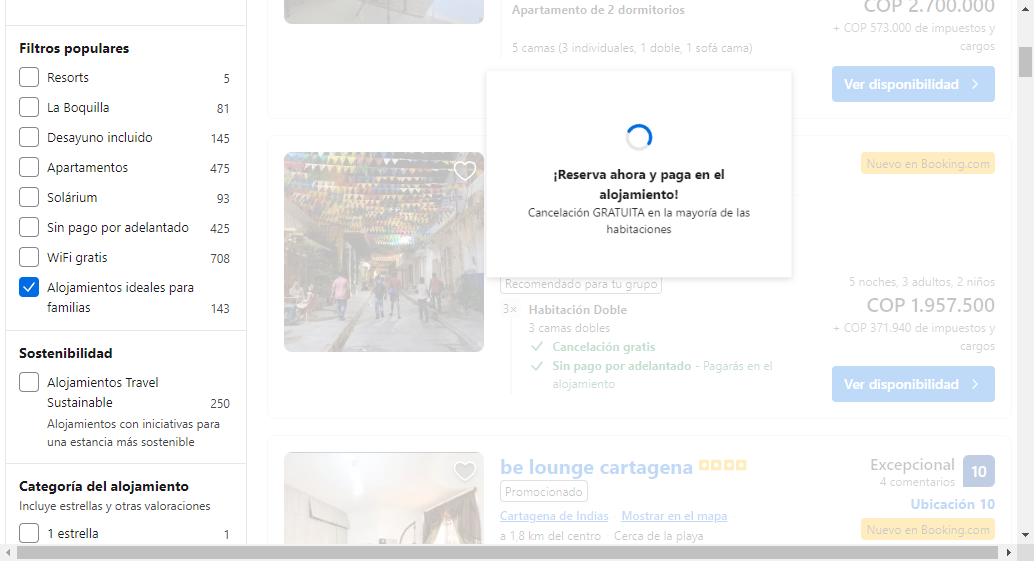 Filtros populares
Resorts 5
La Boquilla 81
Desayuno incluido 145
Apartamentos 475
Solárium 93
Sin pago por adelantado 425
WiFi gratis 708
Alojamientos ideales para
familias 143
Sostenibilidad
Alojamientos Travel
Sustainable 250
Alojamientos con iniciativas para
una estancia más sostenible
Categoría del alojamiento
Incluye estrellas y otras valoraciones
1 estrella 1
Apartamento de 2 dormitorios
5 camas (3 individuales, 1 doble, 1 sofá cama)
COP 2.700.000
+ COP 573.000 de impuestos y
cargos
Ver disponibilidad
¡Reserva ahora y paga en el
alojamiento!
Cancelación GRATUITA en la mayoría de las
habitaciones
Nuevo en Booking.com
Recomendado para tu grupo
3× Habitación Doble
3 camas dobles
Cancelación gratis
Sin pago por adelantado - Pagarás en el
alojamiento
5 noches, 3 adultos, 2 niños
COP 1.957.500
+ COP 371.940 de impuestos y
cargos
Ver disponibilidad
be lounge cartagena
Promocionado
Cartagena de Indias Mostrar en el mapa
a 1,8 km del centro · Cerca de la playa
Excepcional 10
4 comentarios
Ubicación 10
Nuevo en Booking.com